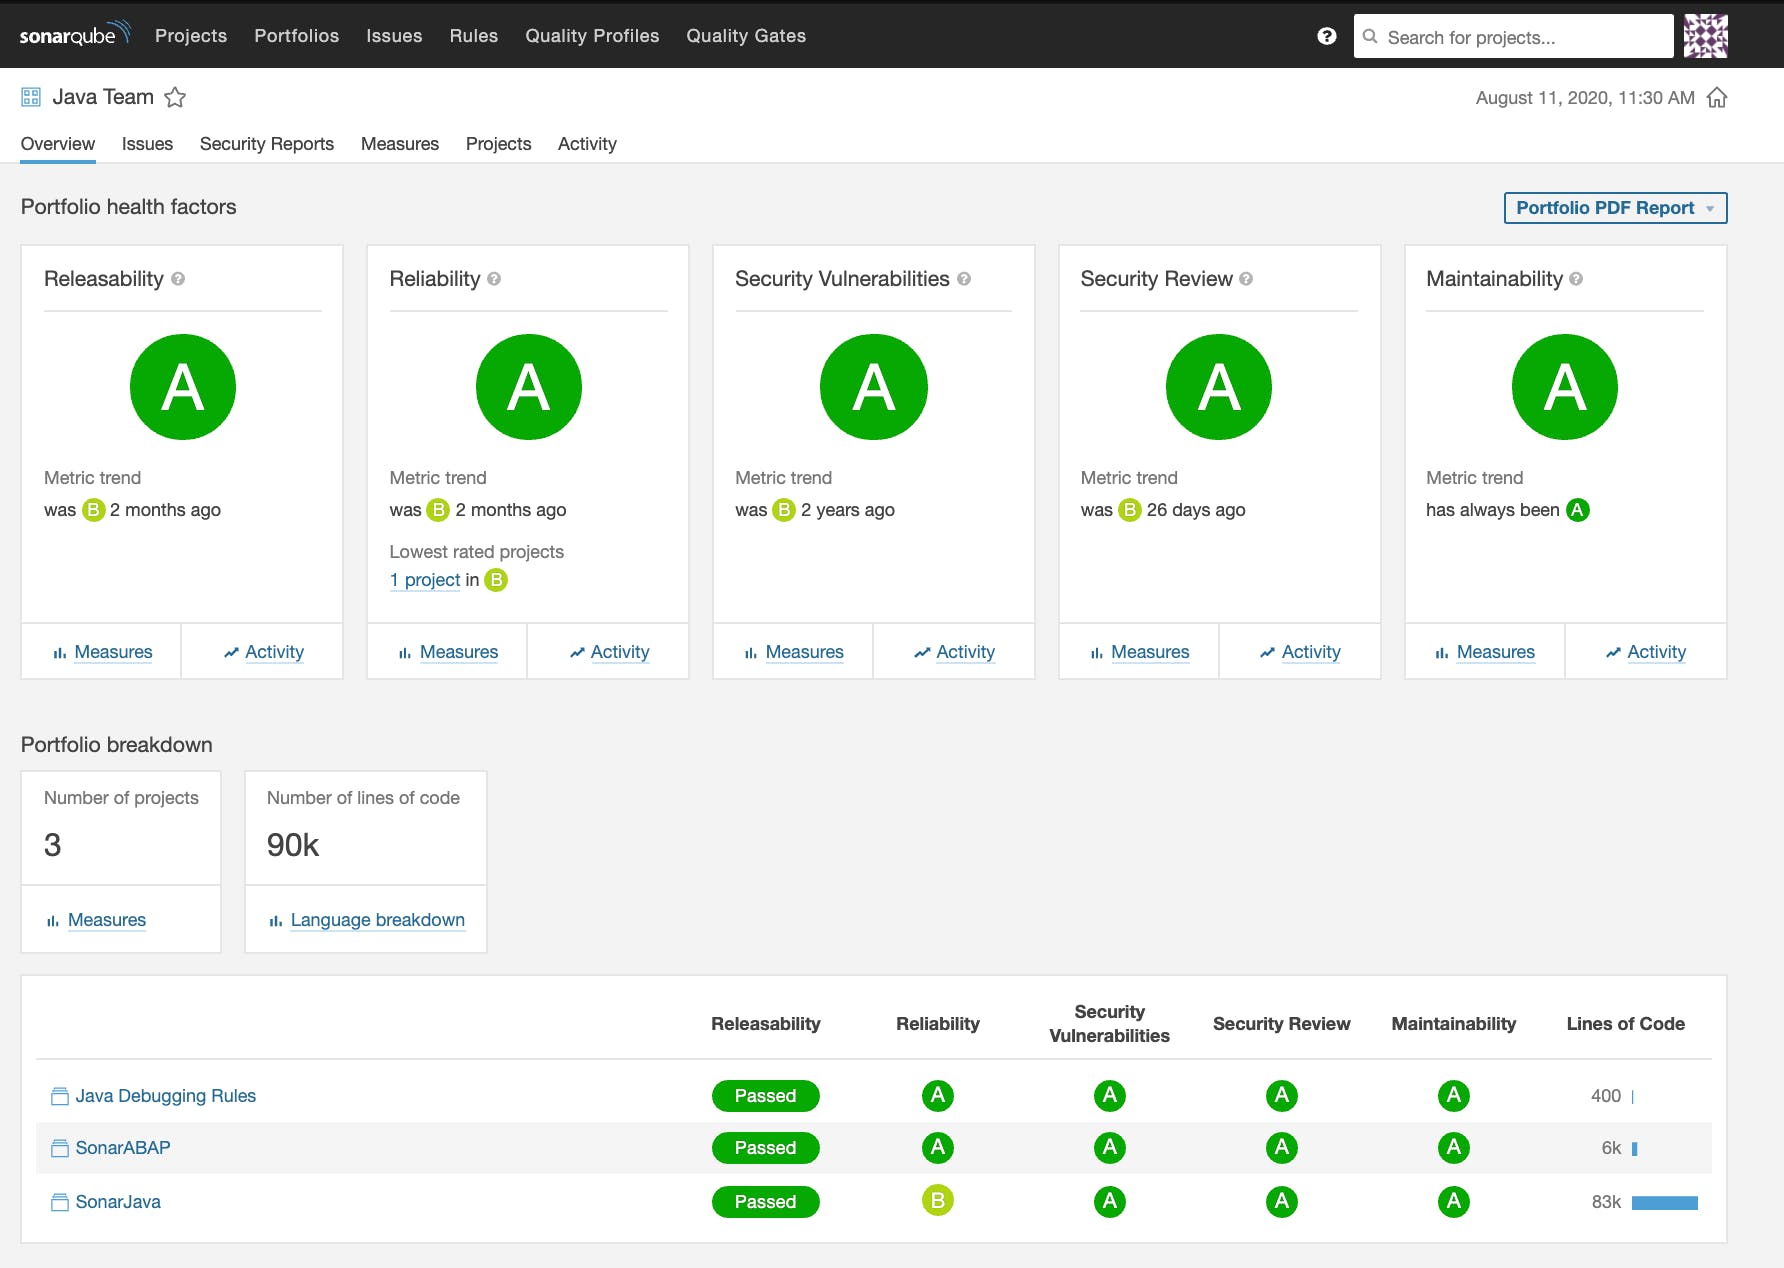 sonarqube Projects Portfolios Issues Rules Quality Profiles Quality Gates ? Search for projects...
Java Team August 11, 2020, 11:30 AM
Overview Issues Security Reports Measures Projects Activity
Portfolio health factors Portfolio PDF Report
Releasability ?
A
Metric trend
was B 2 months ago
Measures Activity
Reliability ?
A
Metric trend
was B 2 months ago
Lowest rated projects
1 project in B
Measures Activity
Security Vulnerabilities ?
A
Metric trend
was B 2 years ago
Measures Activity
Security Review ?
A
Metric trend
was B 26 days ago
Measures Activity
Maintainability ?
A
Metric trend
has always been A
Measures Activity
Portfolio breakdown
Number of projects
3
Measures
Number of lines of code
90k
Language breakdown
Releasability Reliability Security Vulnerabilities Security Review Maintainability Lines of Code
Java Debugging Rules Passed A A A A 400
SonarABAP Passed A A A A 6k
SonarJava Passed B A A A 83k